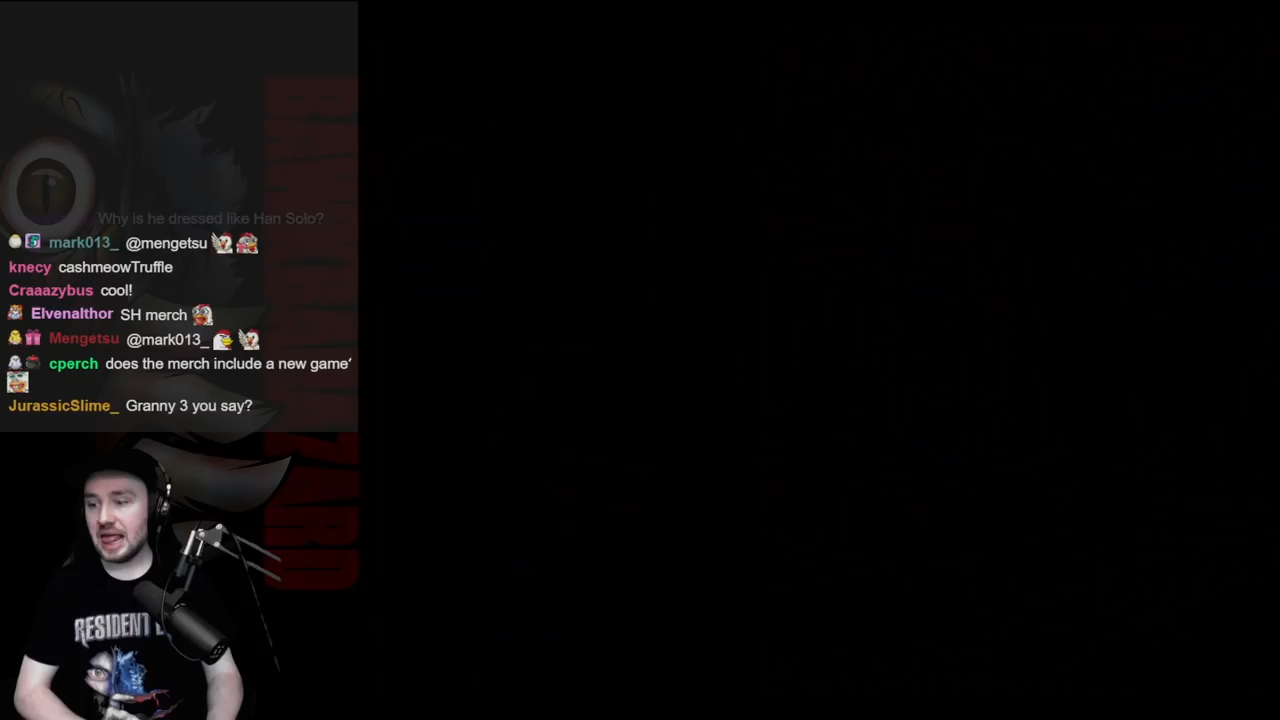 Why is he dressed like Han Solo?
mark013_ @mengetsu
knecy cashmeowTruffle
Craaazybus cool!
Elvenalthor SH merch
Mengetsu @mark013_
cperch does the merch include a new game
JurassicSlime_ Granny 3 you say?
RESIDENT